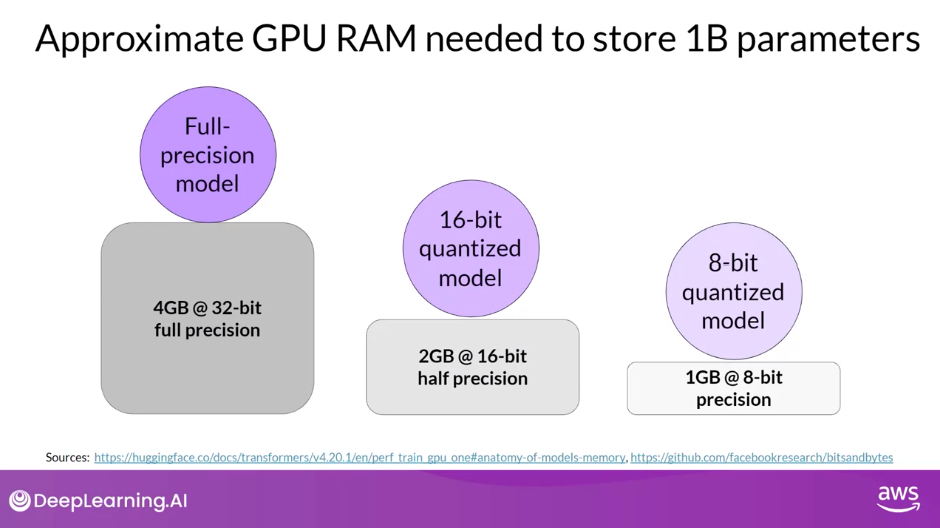 Approximate GPU RAM needed to store 1B parameters
Full-
precision
model
4GB @ 32-bit
full precision
16-bit
quantized
model
2GB @ 16-bit
half precision
8-bit
quantized
model
1GB @ 8-bit
precision
Sources: https://huggingface.co/docs/transformers/v4.20.1/en/perf_train_gpu_one#anatomy-of-models-memory, https://github.com/facebookresearch/bitsandbytes
DeepLearning.AI
aws